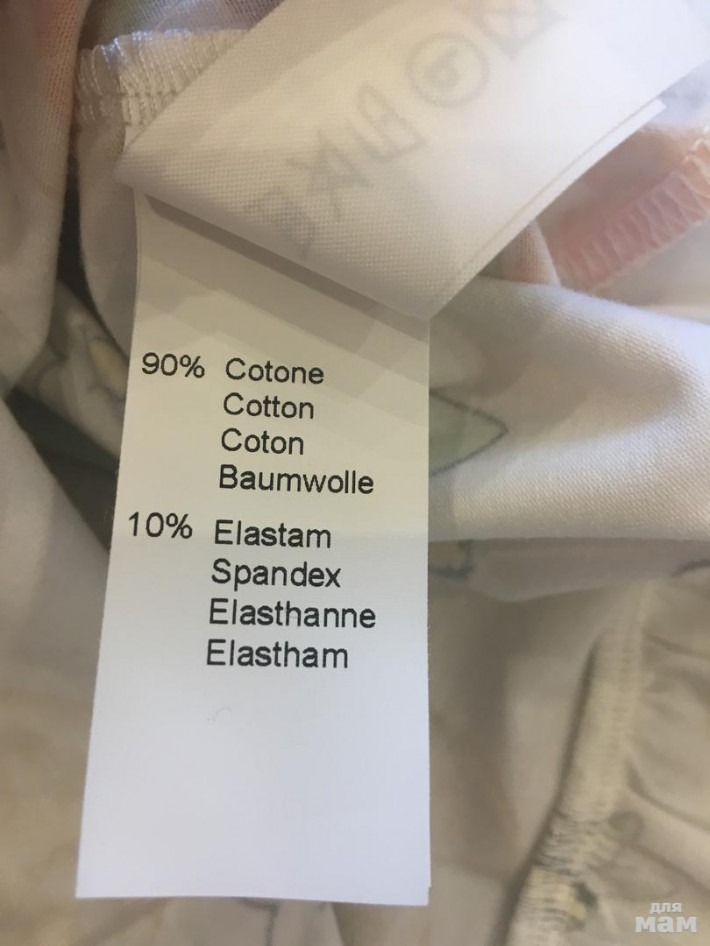 90% Cotone
Cotton
Coton
Baumwolle
10% Elastam
Spandex
Elasthanne
Elastham
для
мам